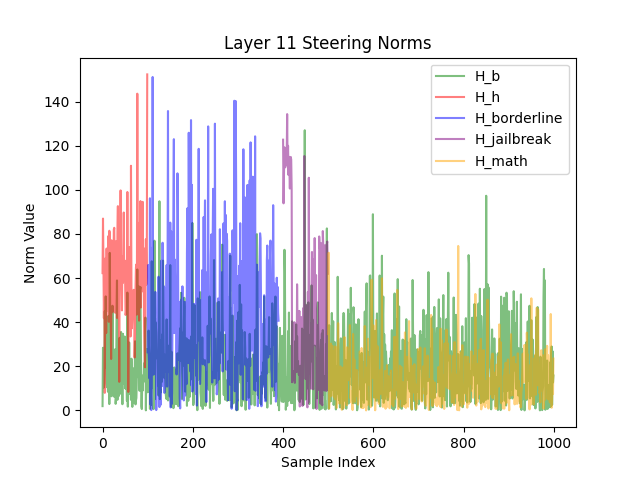 Layer 11 Steering Norms
Norm Value
140
120
100
80
60
40
20
0
0 200 400 600 800 1000
Sample Index
H_b
H_h
H_borderline
H_jailbreak
H_math